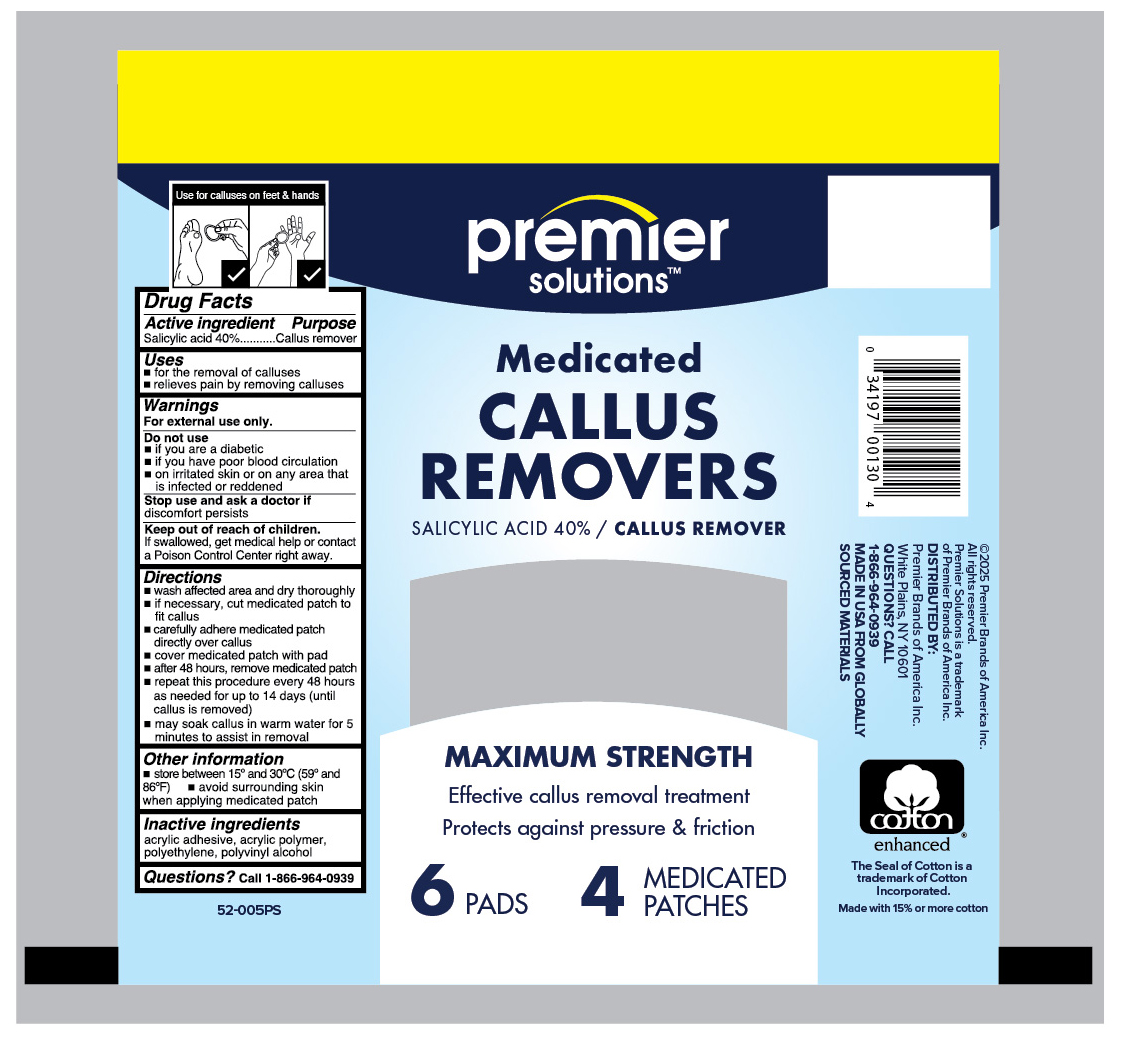 Use for calluses on feet & hands
Drug Facts
Active ingredient Purpose
Salicylic acid 40%..........Callus remover
Uses
■ for the removal of calluses
■ relieves pain by removing calluses
Warnings
For external use only.
Do not use
■ if you are a diabetic
■ if you have poor blood circulation
■ on irritated skin or on any area that
is infected or reddened
Stop use and ask a doctor if
discomfort persists
Keep out of reach of children.
If swallowed, get medical help or contact
a Poison Control Center right away.
Directions
■ wash affected area and dry thoroughly
■ if necessary, cut medicated patch to
fit callus
■ carefully adhere medicated patch
directly over callus
■ cover medicated patch with pad
■ after 48 hours, remove medicated patch
■ repeat this procedure every 48 hours
as needed for up to 14 days (until
callus is removed)
■ may soak callus in warm water for 5
minutes to assist in removal
Other information
■ store between 15º and 30ºC (59º and
86ºF) ■ avoid surrounding skin
when applying medicated patch
Inactive ingredients
acrylic adhesive, acrylic polymer,
polyethylene, polyvinyl alcohol
Questions? Call 1-866-964-0939
52-005PS
premier
solutions™
Medicated
CALLUS
REMOVERS
SALICYLIC ACID 40% / CALLUS REMOVER
MAXIMUM STRENGTH
Effective callus removal treatment
Protects against pressure & friction
6 PADS
4 MEDICATED
PATCHES
0 34197 00130 4
©2025 Premier Brands of America Inc.
All rights reserved.
Premier Solutions is a trademark
of Premier Brands of America Inc.
DISTRIBUTED BY:
Premier Brands of America Inc.
White Plains, NY 10601
QUESTIONS? CALL
1-866-964-0939
MADE IN USA FROM GLOBALLY
SOURCED MATERIALS
cotton
enhanced®
The Seal of Cotton is a
trademark of Cotton
Incorporated.
Made with 15% or more cotton